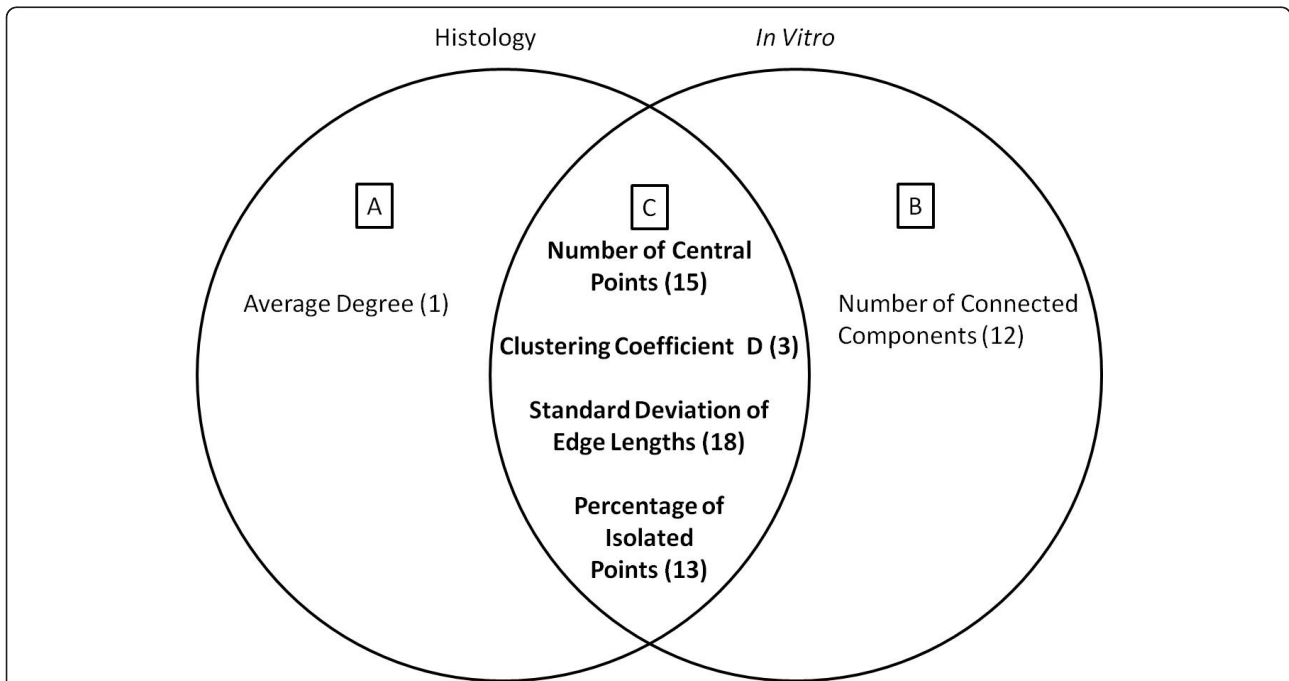 Histology
In Vitro
A
C
B
Number of Central
Points (15)
Average Degree (1)
Number of Connected
Components (12)
Clustering Coefficient D (3)
Standard Deviation of
Edge Lengths (18)
Percentage of
Isolated
Points (13)